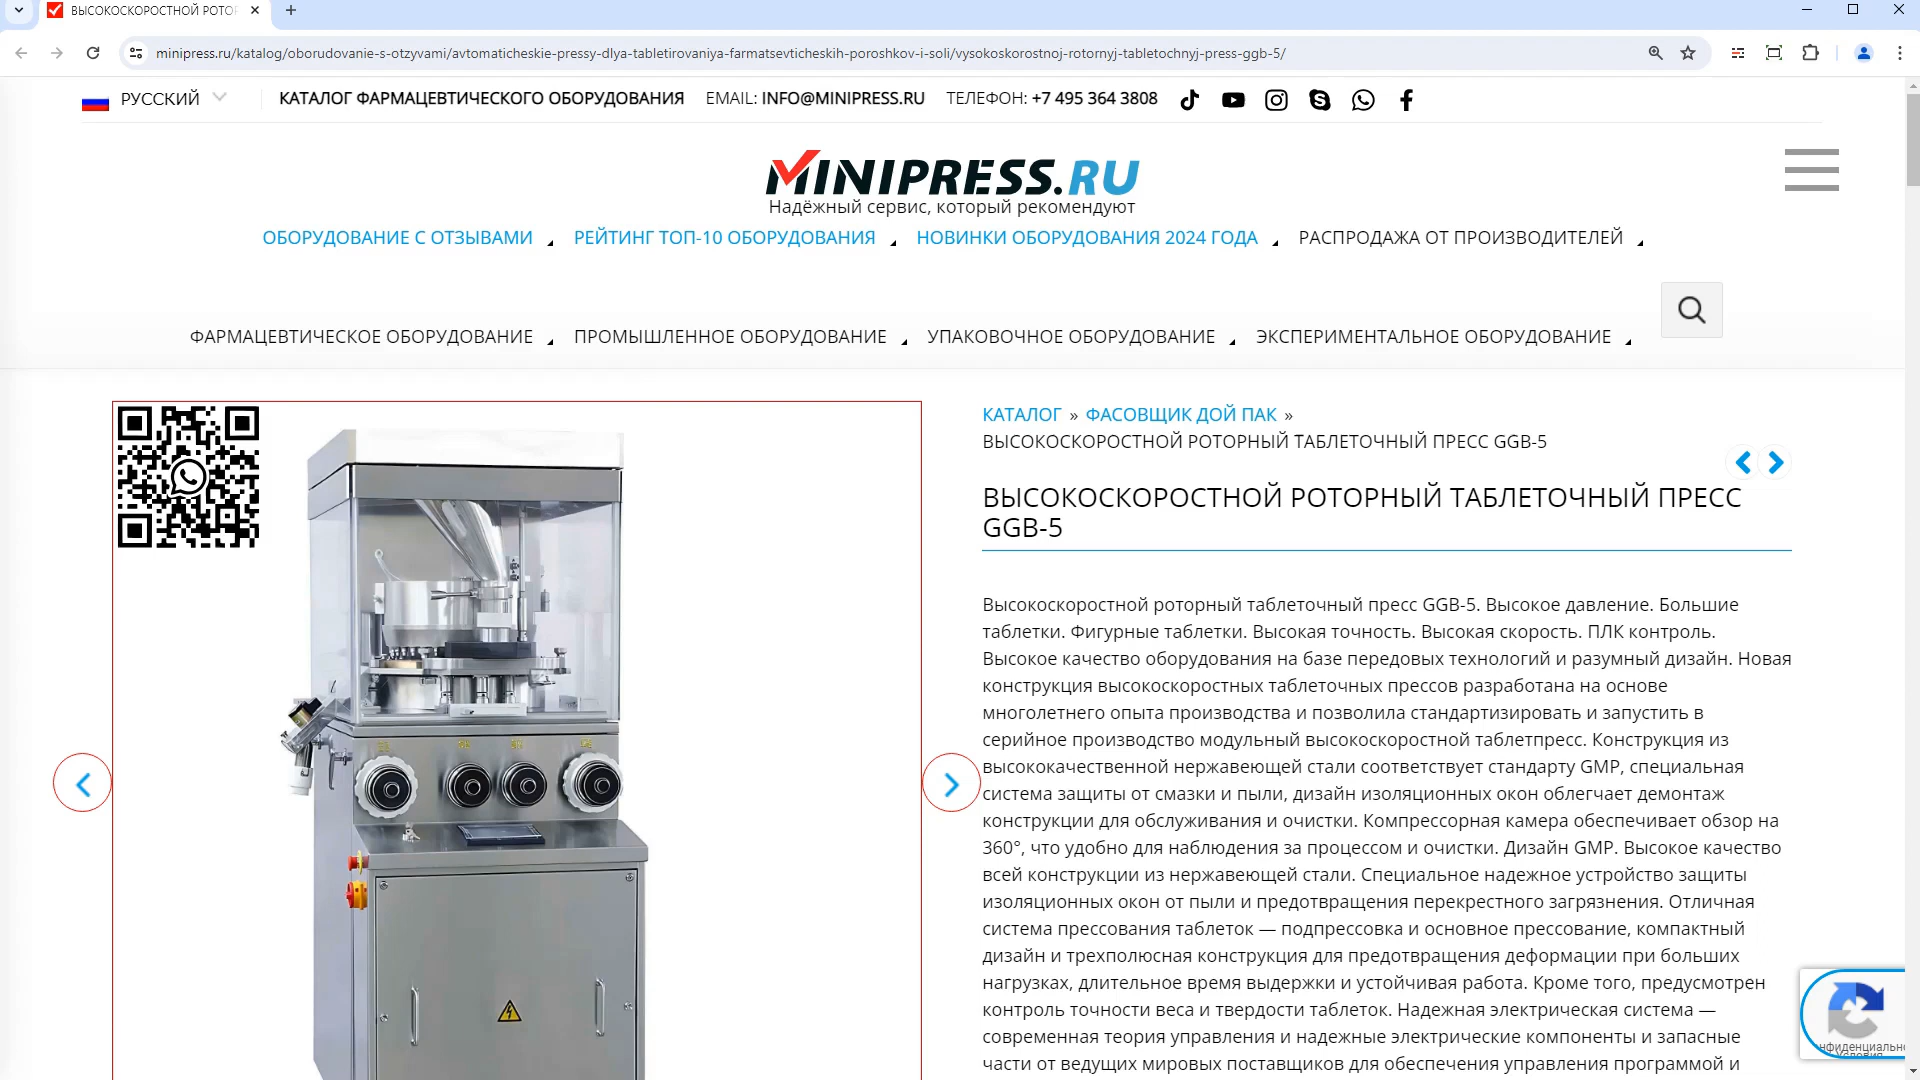 ВЫСОКОСКОРОСТНОЙ РОТОР
minipress.ru/katalog/oborudovanie-s-otzyvami/avtomaticheskie-pressy-dlya-tabletirovaniya-farmatsevticheskih-poroshkov-i-soli/vysokoskorostnoj-rotornyj-tabletochnyj-press-ggb-5/
РУССКИЙ КАТАЛОГ ФАРМАЦЕВТИЧЕСКОГО ОБОРУДОВАНИЯ EMAIL: INFO@MINIPRESS.RU ТЕЛЕФОН: +7 495 364 3808
MINIPRESS.RU
Надёжный сервис, который рекомендуют
ОБОРУДОВАНИЕ С ОТЗЫВАМИ РЕЙТИНГ ТОП-10 ОБОРУДОВАНИЯ НОВИНКИ ОБОРУДОВАНИЯ 2024 ГОДА РАСПРОДАЖА ОТ ПРОИЗВОДИТЕЛЕЙ
ФАРМАЦЕВТИЧЕСКОЕ ОБОРУДОВАНИЕ ПРОМЫШЛЕННОЕ ОБОРУДОВАНИЕ УПАКОВОЧНОЕ ОБОРУДОВАНИЕ ЭКСПЕРИМЕНТАЛЬНОЕ ОБОРУДОВАНИЕ
КАТАЛОГ » ФАСОВЩИК ДОЙ ПАК »
ВЫСОКОСКОРОСТНОЙ РОТОРНЫЙ ТАБЛЕТОЧНЫЙ ПРЕСС GGB-5
ВЫСОКОСКОРОСТНОЙ РОТОРНЫЙ ТАБЛЕТОЧНЫЙ ПРЕСС
GGB-5
Высокоскоростной роторный таблеточный пресс GGB-5. Высокое давление. Большие
таблетки. Фигурные таблетки. Высокая точность. Высокая скорость. ПЛК контроль.
Высокое качество оборудования на базе передовых технологий и разумный дизайн. Новая
конструкция высокоскоростных таблеточных прессов разработана на основе
многолетнего опыта производства и позволила стандартизировать и запустить в
серийное производство модульный высокоскоростной таблетпресс. Конструкция из
высококачественной нержавеющей стали соответствует стандарту GMP, специальная
система защиты от смазки и пыли, дизайн изоляционных окон облегчает демонтаж
конструкции для обслуживания и очистки. Компрессорная камера обеспечивает обзор на
360°, что удобно для наблюдения за процессом и очистки. Дизайн GMP. Высокое качество
всей конструкции из нержавеющей стали. Специальное надежное устройство защиты
изоляционных окон от пыли и предотвращения перекрестного загрязнения. Отличная
система прессования таблеток — подпрессовка и основное прессование, компактный
дизайн и трехполюсная конструкция для предотвращения деформации при больших
нагрузках, длительное время выдержки и устойчивая работа. Кроме того, предусмотрен
контроль точности веса и твердости таблеток. Надежная электрическая система —
современная теория управления и надежные электрические компоненты и запасные
части от ведущих мировых поставщиков для обеспечения управления программой и